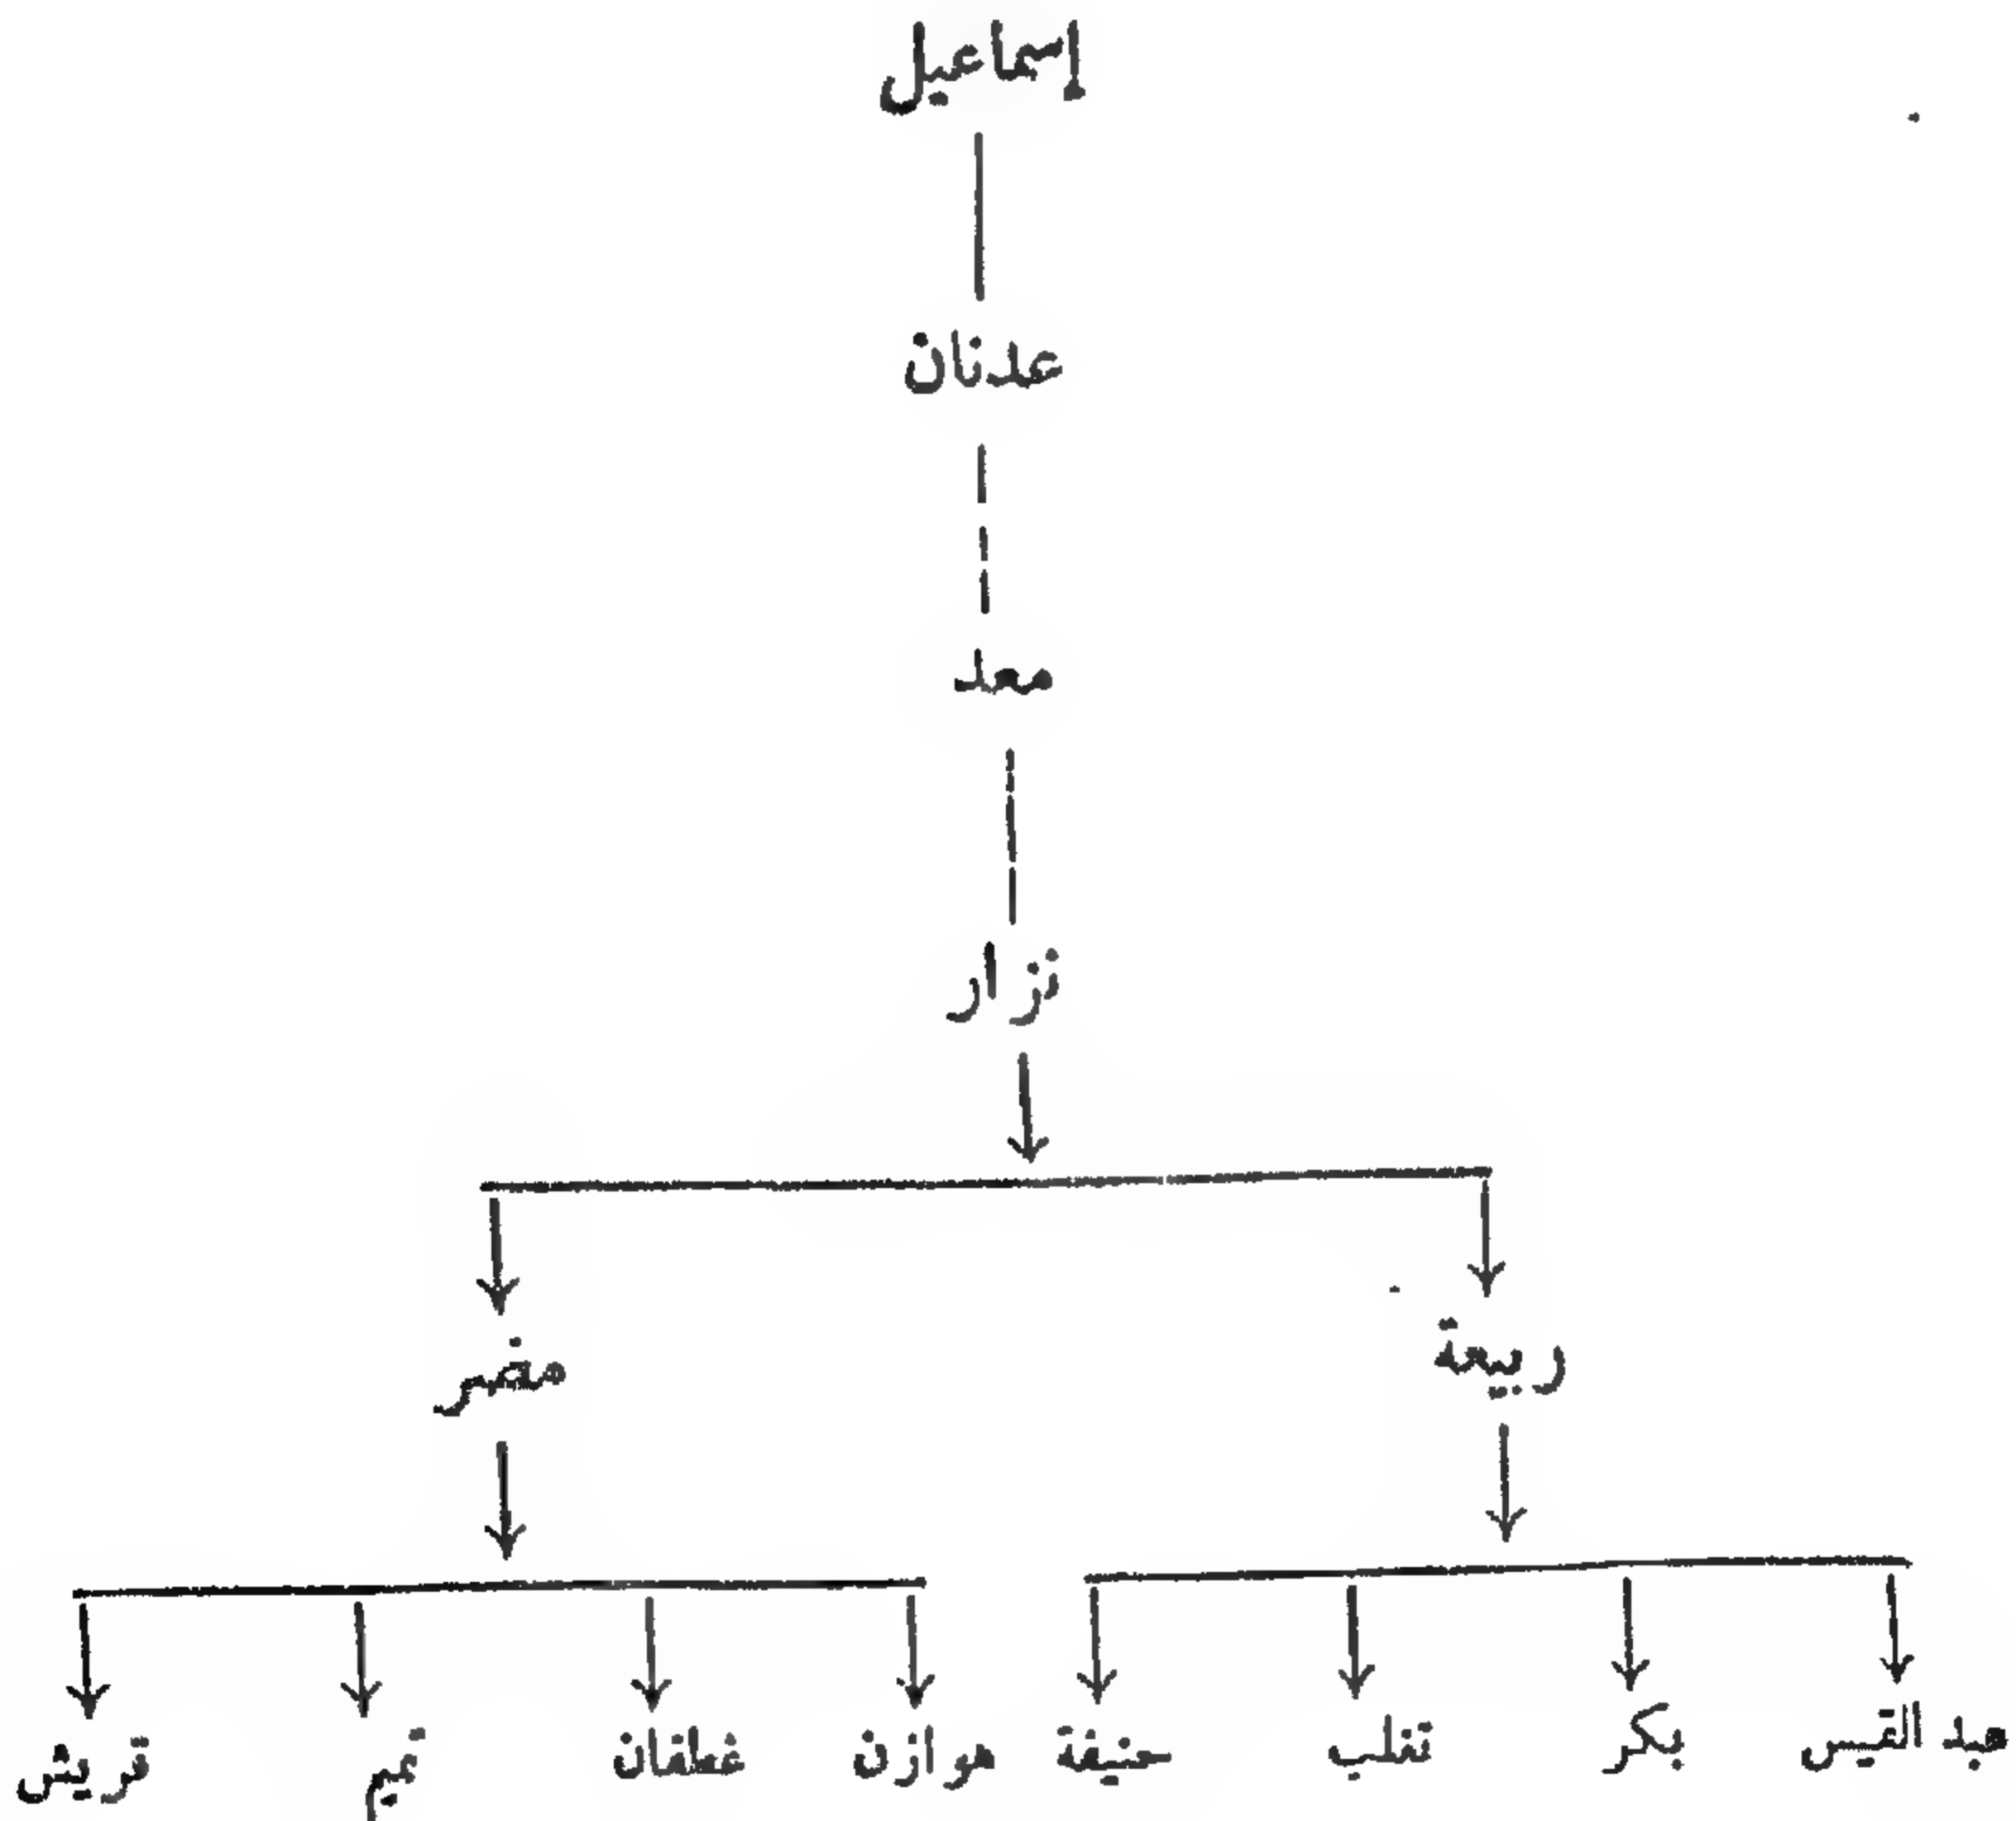 إسماعيل
عدنان
معد
نزار
ربيعة مضر
عبد القيس بكر تغلب حنيفة هوازن غطفان تميم قريش